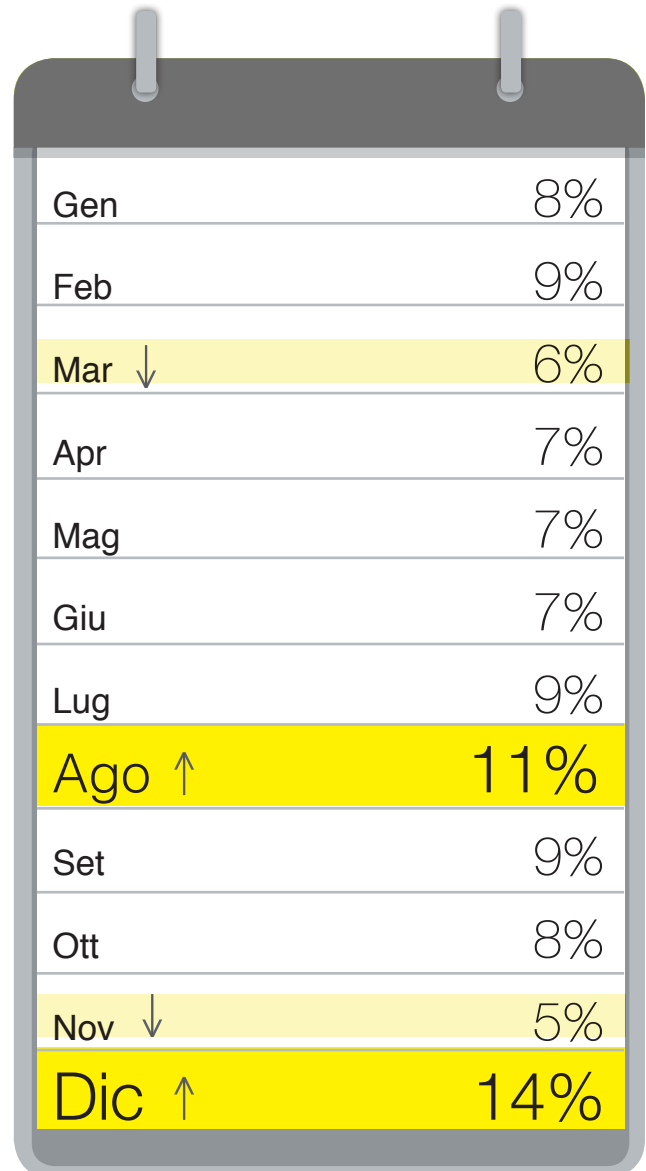 Gen 8%
Feb 9%
Mar ↓ 6%
Apr 7%
Mag 7%
Giu 7%
Lug 9%
Ago ↑ 11%
Set 9%
Ott 8%
Nov ↓ 5%
Dic ↑ 14%